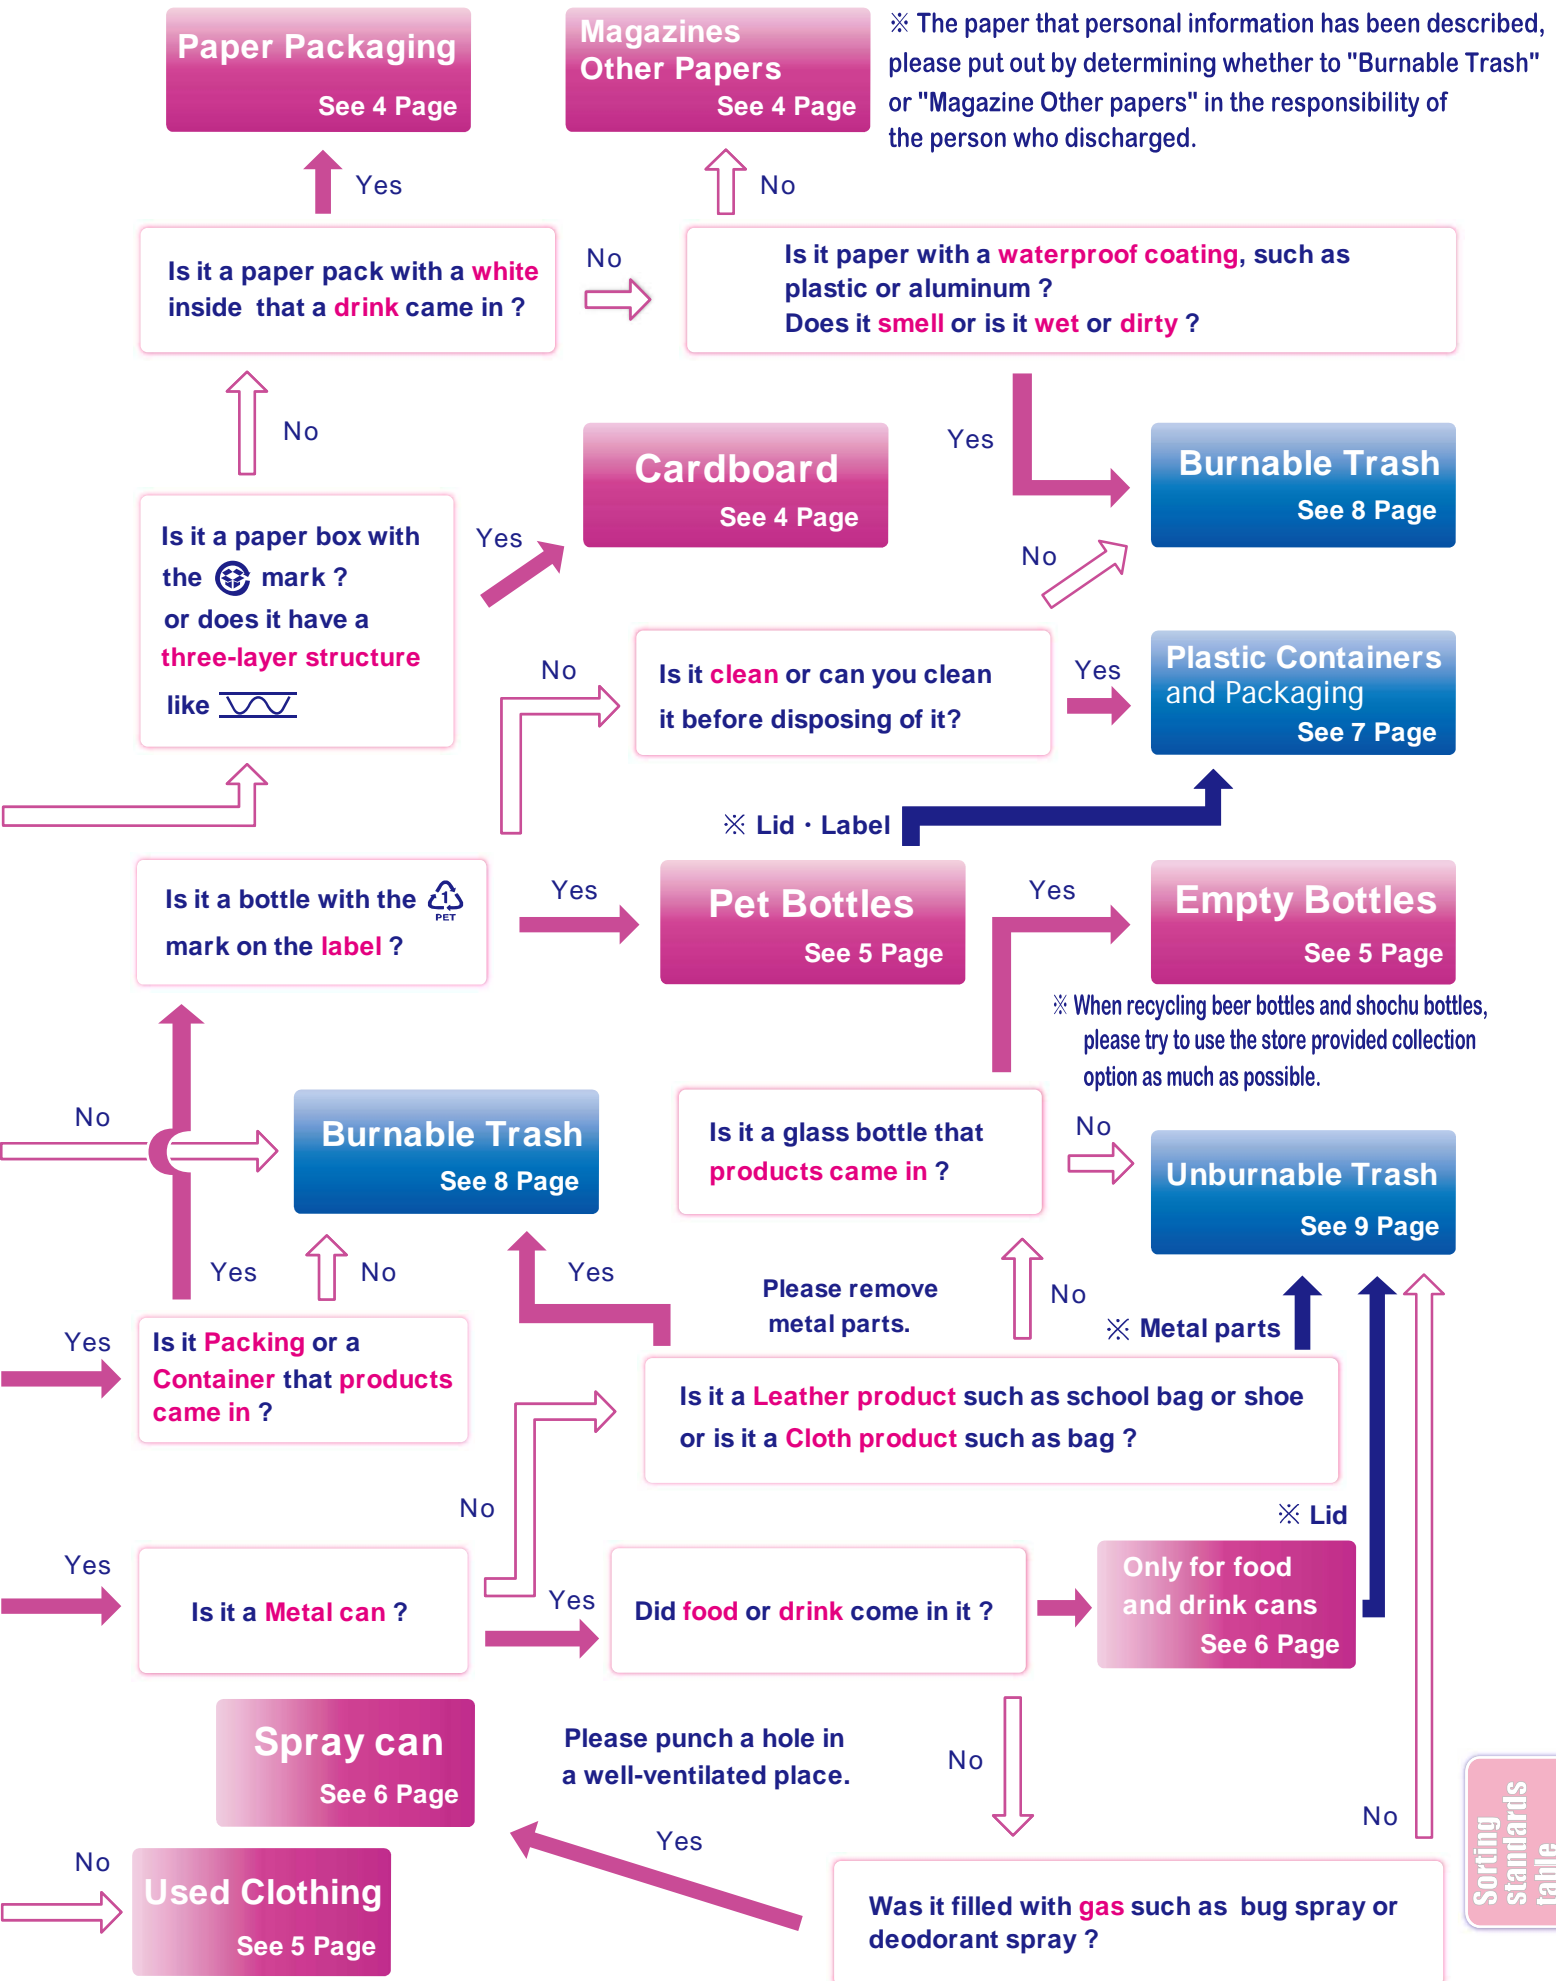 Paper Packaging
See 4 Page
Magazines
Other Papers
See 4 Page
※ The paper that personal information has been described,
please put out by determining whether to "Burnable Trash"
or "Magazine Other papers" in the responsibility of
the person who discharged.
Yes
No
Is it a paper pack with a white
inside that a drink came in ?
No
Is it paper with a waterproof coating, such as
plastic or aluminum ?
Does it smell or is it wet or dirty ?
No
Cardboard
See 4 Page
Yes
Burnable Trash
See 8 Page
Is it a paper box with
the mark ?
or does it have a
three-layer structure
like
Yes
No
No
Is it clean or can you clean
it before disposing of it?
Yes
Plastic Containers
and Packaging
See 7 Page
※ Lid・Label
Is it a bottle with the 1 PET
mark on the label ?
Yes
Pet Bottles
See 5 Page
Yes
Empty Bottles
See 5 Page
※ When recycling beer bottles and shochu bottles,
please try to use the store provided collection
option as much as possible.
No
Burnable Trash
See 8 Page
Is it a glass bottle that
products came in ?
No
Unburnable Trash
See 9 Page
Yes
No
Yes
Please remove
metal parts.
No
※ Metal parts
Yes
Is it Packing or a
Container that products
came in ?
Is it a Leather product such as school bag or shoe
or is it a Cloth product such as bag ?
No
※ Lid
Yes
Is it a Metal can ?
Yes
Did food or drink come in it ?
Only for food
and drink cans
See 6 Page
Spray can
See 6 Page
Please punch a hole in
a well-ventilated place.
No
No
Yes
No
Used Clothing
See 5 Page
Was it filled with gas such as bug spray or
deodorant spray ?
Sorting
standards
table